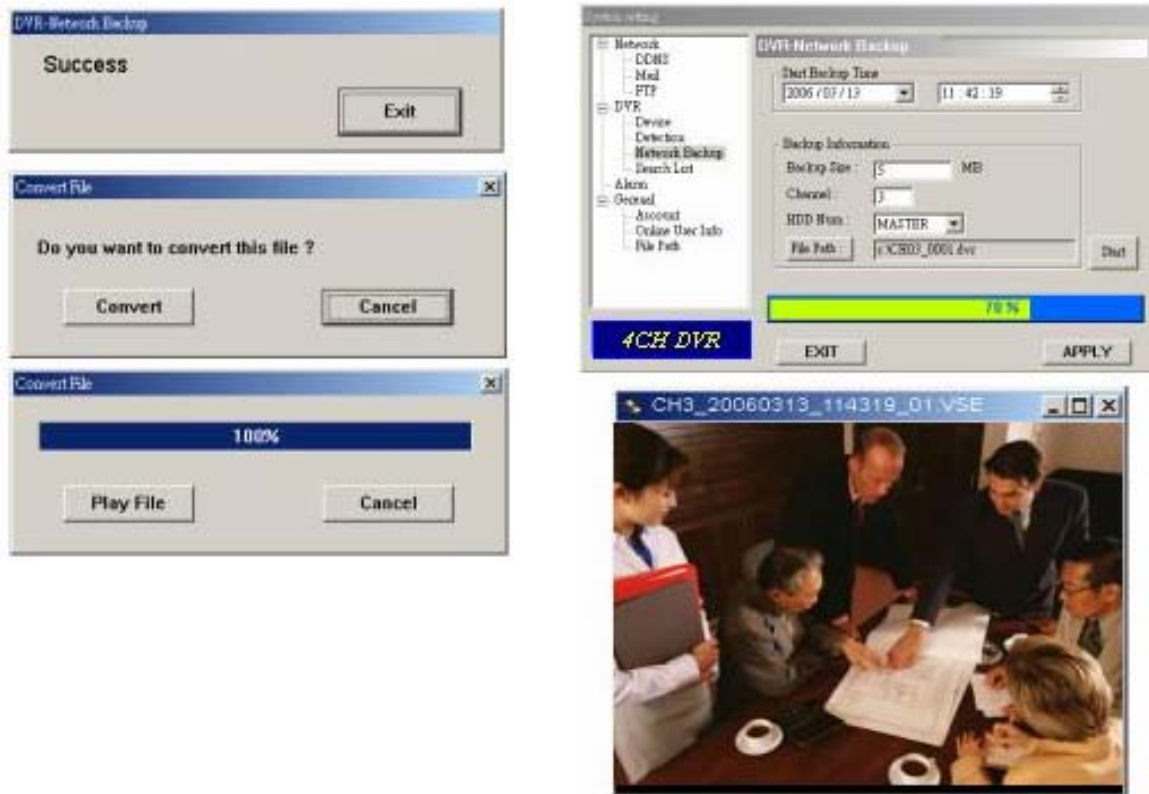 DVR-Network Backup
Success
Exit
Convert File
Do you want to convert this file ?
Convert
Cancel
Convert File
100%
Play File
Cancel
System setting
Network
DDNS
Mail
FTP
DVR
Device
Detection
Network Backup
Search List
Alarm
General
Account
Online User Info
File Path
4CH DVR
DVR-Network Backup
Start Backup Time
2006 / 03 / 13
11 : 42 : 19
Backup Information
Backup Size : 5 MB
Channel : 3
HDD Num : MASTER
File Path : c:\CH03_0001.dvr
Start
70 %
EXIT
APPLY
CH3_20060313_114319_01.VSE